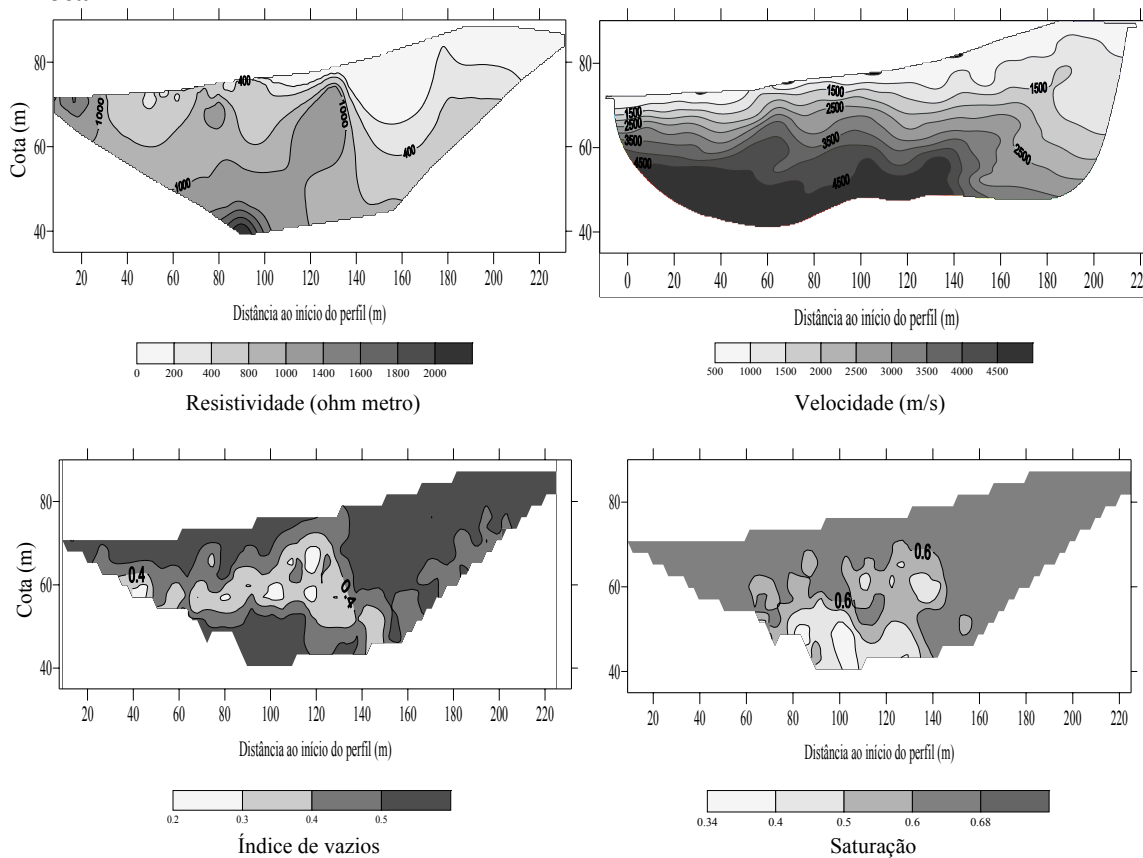 80
60
40
Cota (m)
400
1000
1000
1000
400
20 40 60 80 100 120 140 160 180 200 220
Distância ao início do perfil (m)
0 200 400 800 1000 1400 1600 1800 2000
Resistividade (ohm metro)
80
60
40
1500
2500
3500
4500
1500
2500
3500
4500
1500
2500
0 20 40 60 80 100 120 140 160 180 200
Distância ao início do perfil (m)
500 1000 1500 2000 2500 3000 3500 4000 4500
Velocidade (m/s)
80
60
40
Cota (m)
0.4
0.4
20 40 60 80 100 120 140 160 180 200 220
Distância ao início do perfil (m)
0.2 0.3 0.4 0.5
Índice de vazios
80
60
40
0.6
0.6
20 40 60 80 100 120 140 160 180 200 220
Distância ao início do perfil (m)
0.34 0.4 0.5 0.6 0.68
Saturação